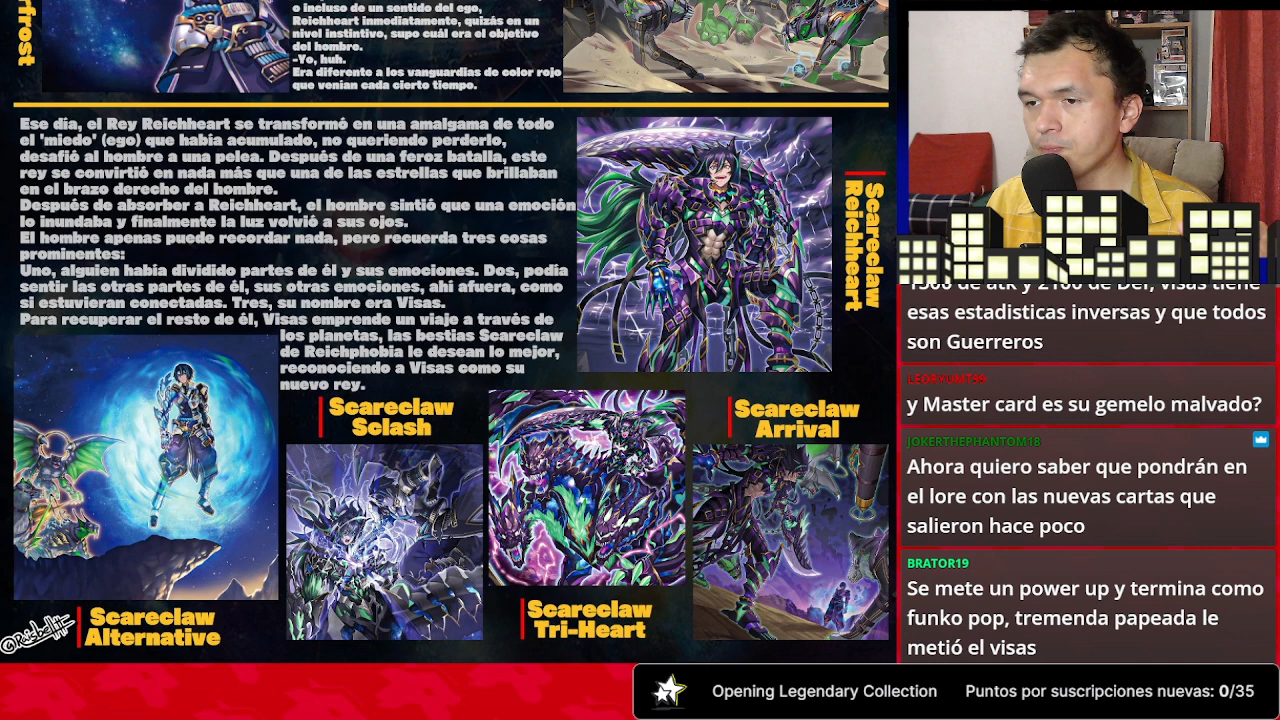 rfrost
o incluso de un sentido del ego,
Reichheart inmediatamente, quizás en un
nivel instintivo, supo cuál era el objetivo
del hombre.
-Yo, huh.
Era diferente a los vanguardias de color rojo
que venían cada cierto tiempo.
Ese día, el Rey Reichheart se transformó en una amalgama de todo
el 'miedo' (ego) que había acumulado, no queriendo perderlo,
desafió al hombre a una pelea. Después de una feroz batalla, este
rey se convirtió en nada más que una de las estrellas que brillaban
en el brazo derecho del hombre.
Después de absorber a Reichheart, el hombre sintió que una emoción
lo inundaba y finalmente la luz volvió a sus ojos.
El hombre apenas puede recordar nada, pero recuerda tres cosas
prominentes:
Uno, alguien había dividido partes de él y sus emociones. Dos, podía
sentir las otras partes de él, sus otras emociones, ahí afuera, como
si estuvieran conectadas. Tres, su nombre era Visas.
Para recuperar el resto de él, Visas emprende un viaje a través de
los planetas, las bestias Scareclaw
de Reichphobia le desean lo mejor,
reconociendo a Visas como su
nuevo rey.
Scareclaw
Reichheart
Scareclaw
Sclash
Scareclaw
Arrival
Scareclaw
Tri-Heart
Scareclaw
Alternative
1500 de atk y 2100 de Def, visas tiene
esas estadisticas inversas y que todos
son Guerreros
LEORYUMT99
y Master card es su gemelo malvado?
JOKERTHEPHANTOM18
Ahora quiero saber que pondrán en
el lore con las nuevas cartas que
salieron hace poco
BRATOR19
Se mete un power up y termina como
funko pop, tremenda papeada le
metió el visas
Opening Legendary Collection
Puntos por suscripciones nuevas: 0/35